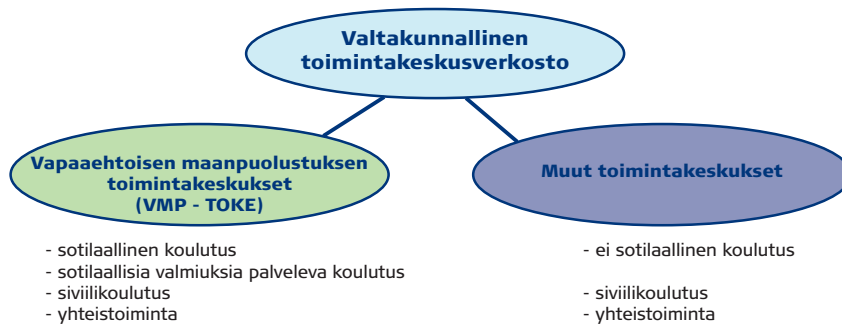 Valtakunnallinen
toimintakeskusverkosto
Vapaaehtoisen maanpuolustuksen
toimintakeskukset
(VMP - TOKE)
Muut toimintakeskukset
- sotilaallinen koulutus
- sotilaallisia valmiuksia palveleva koulutus
- siviilikoulutus
- yhteistoiminta
- ei sotilaallinen koulutus
- siviilikoulutus
- yhteistoiminta